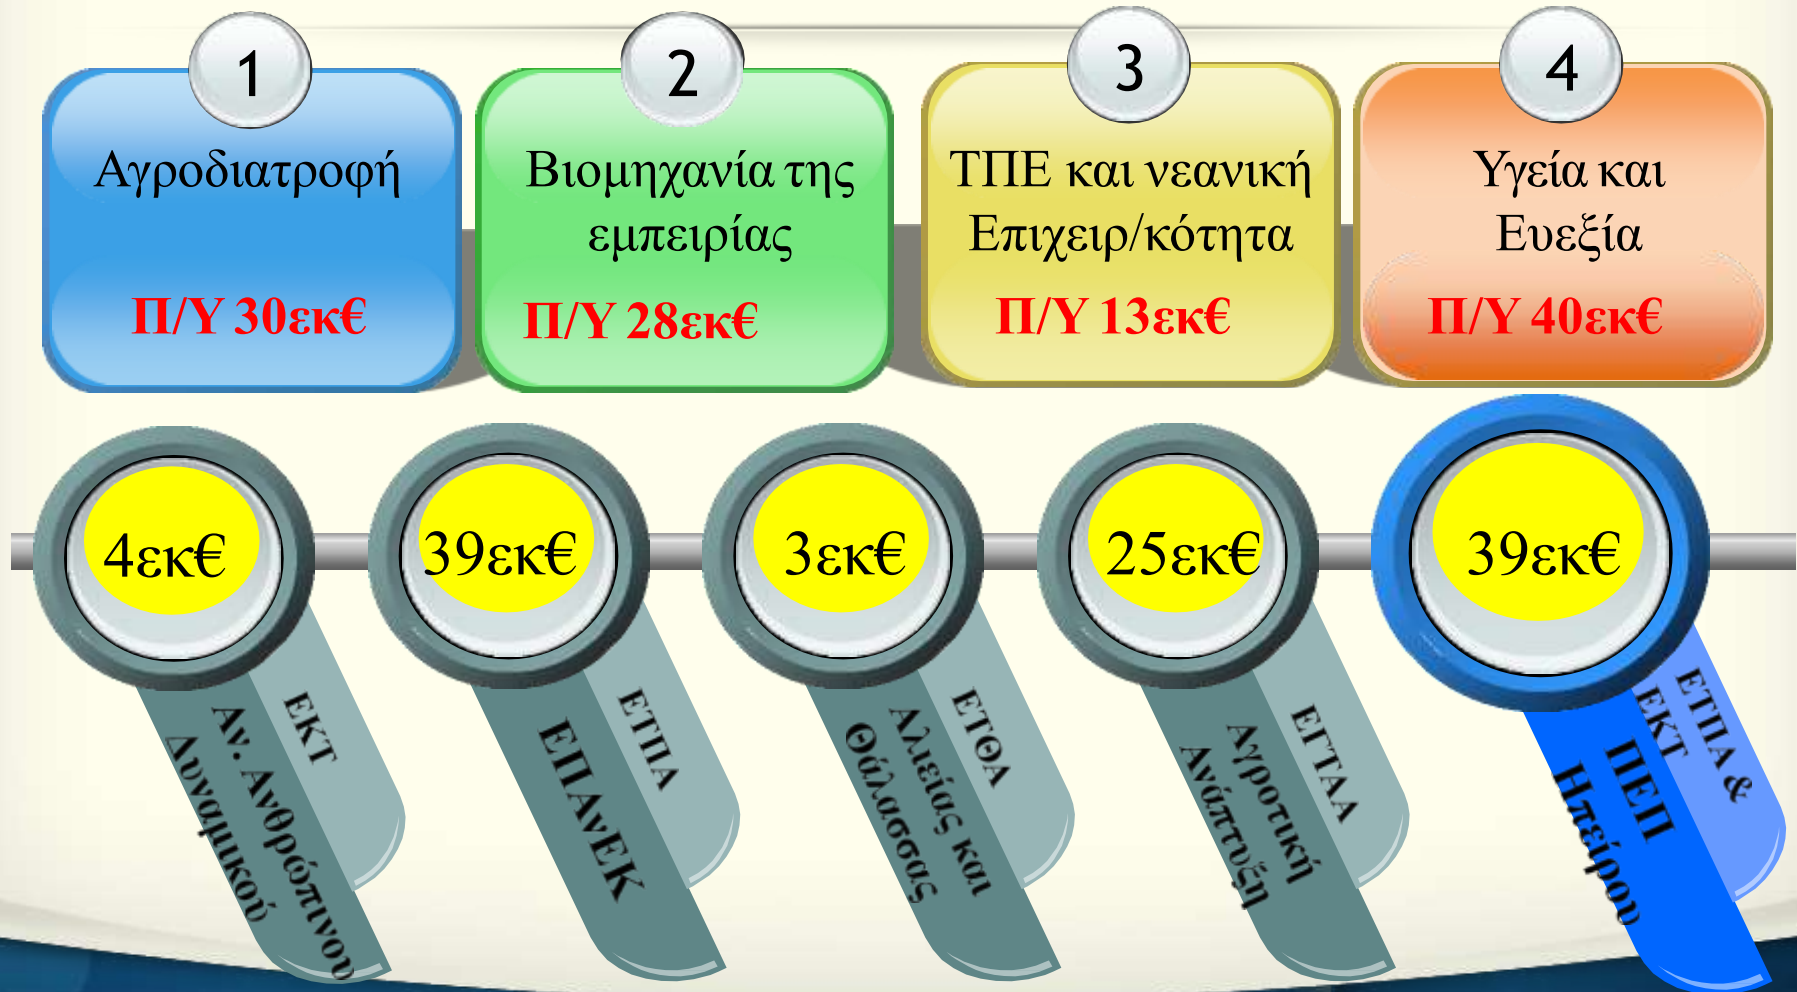 1
Αγροδιατροφή
Π/Υ 30εκ€
2
Βιομηχανία της
εμπειρίας
Π/Υ 28εκ€
3
ΤΠΕ και νεανική
Επιχειρ/κότητα
Π/Υ 13εκ€
4
Υγεία και
Ευεξία
Π/Υ 40εκ€
4εκ€
ΕΚΤ
Αν. Ανθρώπινου
Δυναμικού
39εκ€
ΕΤΠΑ
ΕΠΑνΕΚ
3εκ€
ΕΤΘΑ
Αλιείας και
Θάλασσας
25εκ€
ΕΓΤΑΑ
Αγροτική
Ανάπτυξη
39εκ€
ΕΤΠΑ &
ΕΚΤ
ΠΕΠ
Ηπείρου